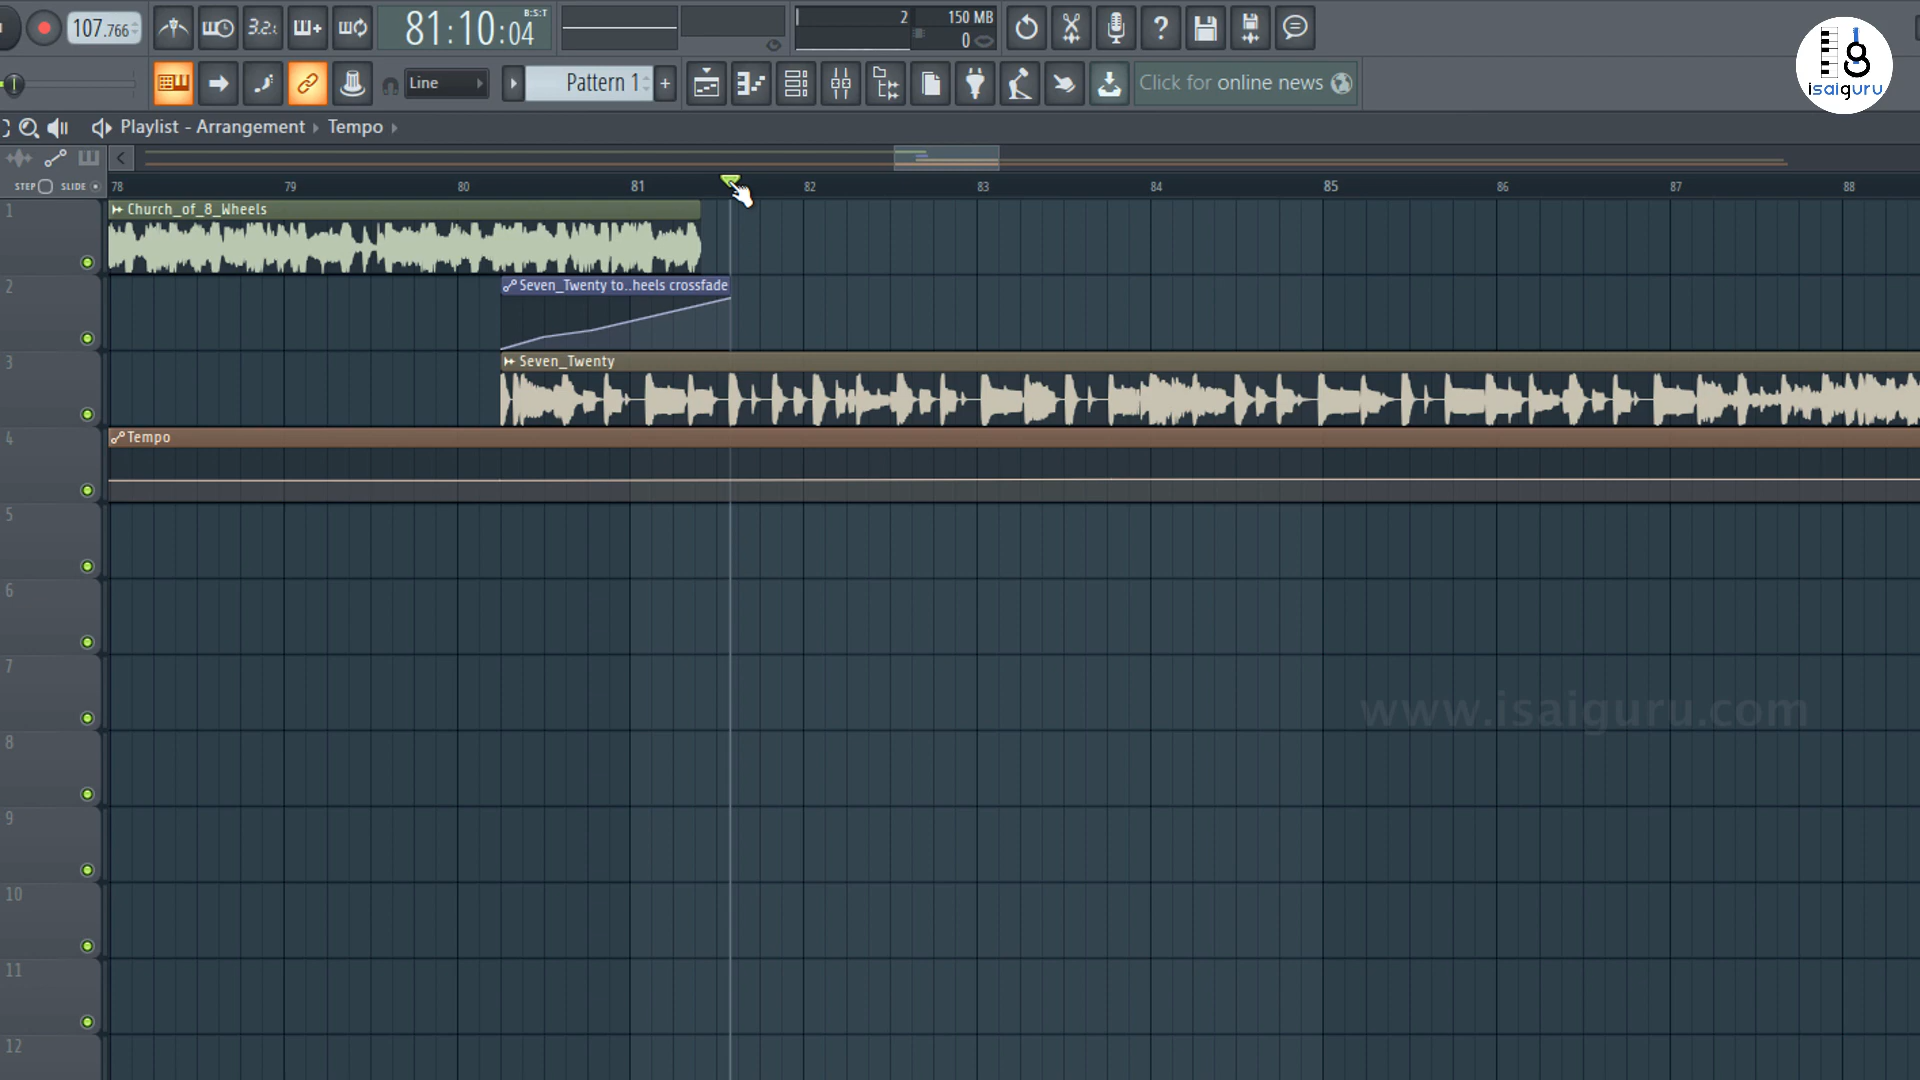 107.766
3.2.
81:10:04
B:S:T
2
150 MB
0
Line
Pattern 1
+
Click for online news
isaiguru
Playlist - Arrangement
Tempo
STEP
SLIDE
78
79
80
81
82
83
84
85
86
87
88
1
Church_of_8_Wheels
2
Seven_Twenty to..heels crossfade
3
Seven_Twenty
4
Tempo
5
6
7
www.isaiguru.com
8
9
10
11
12